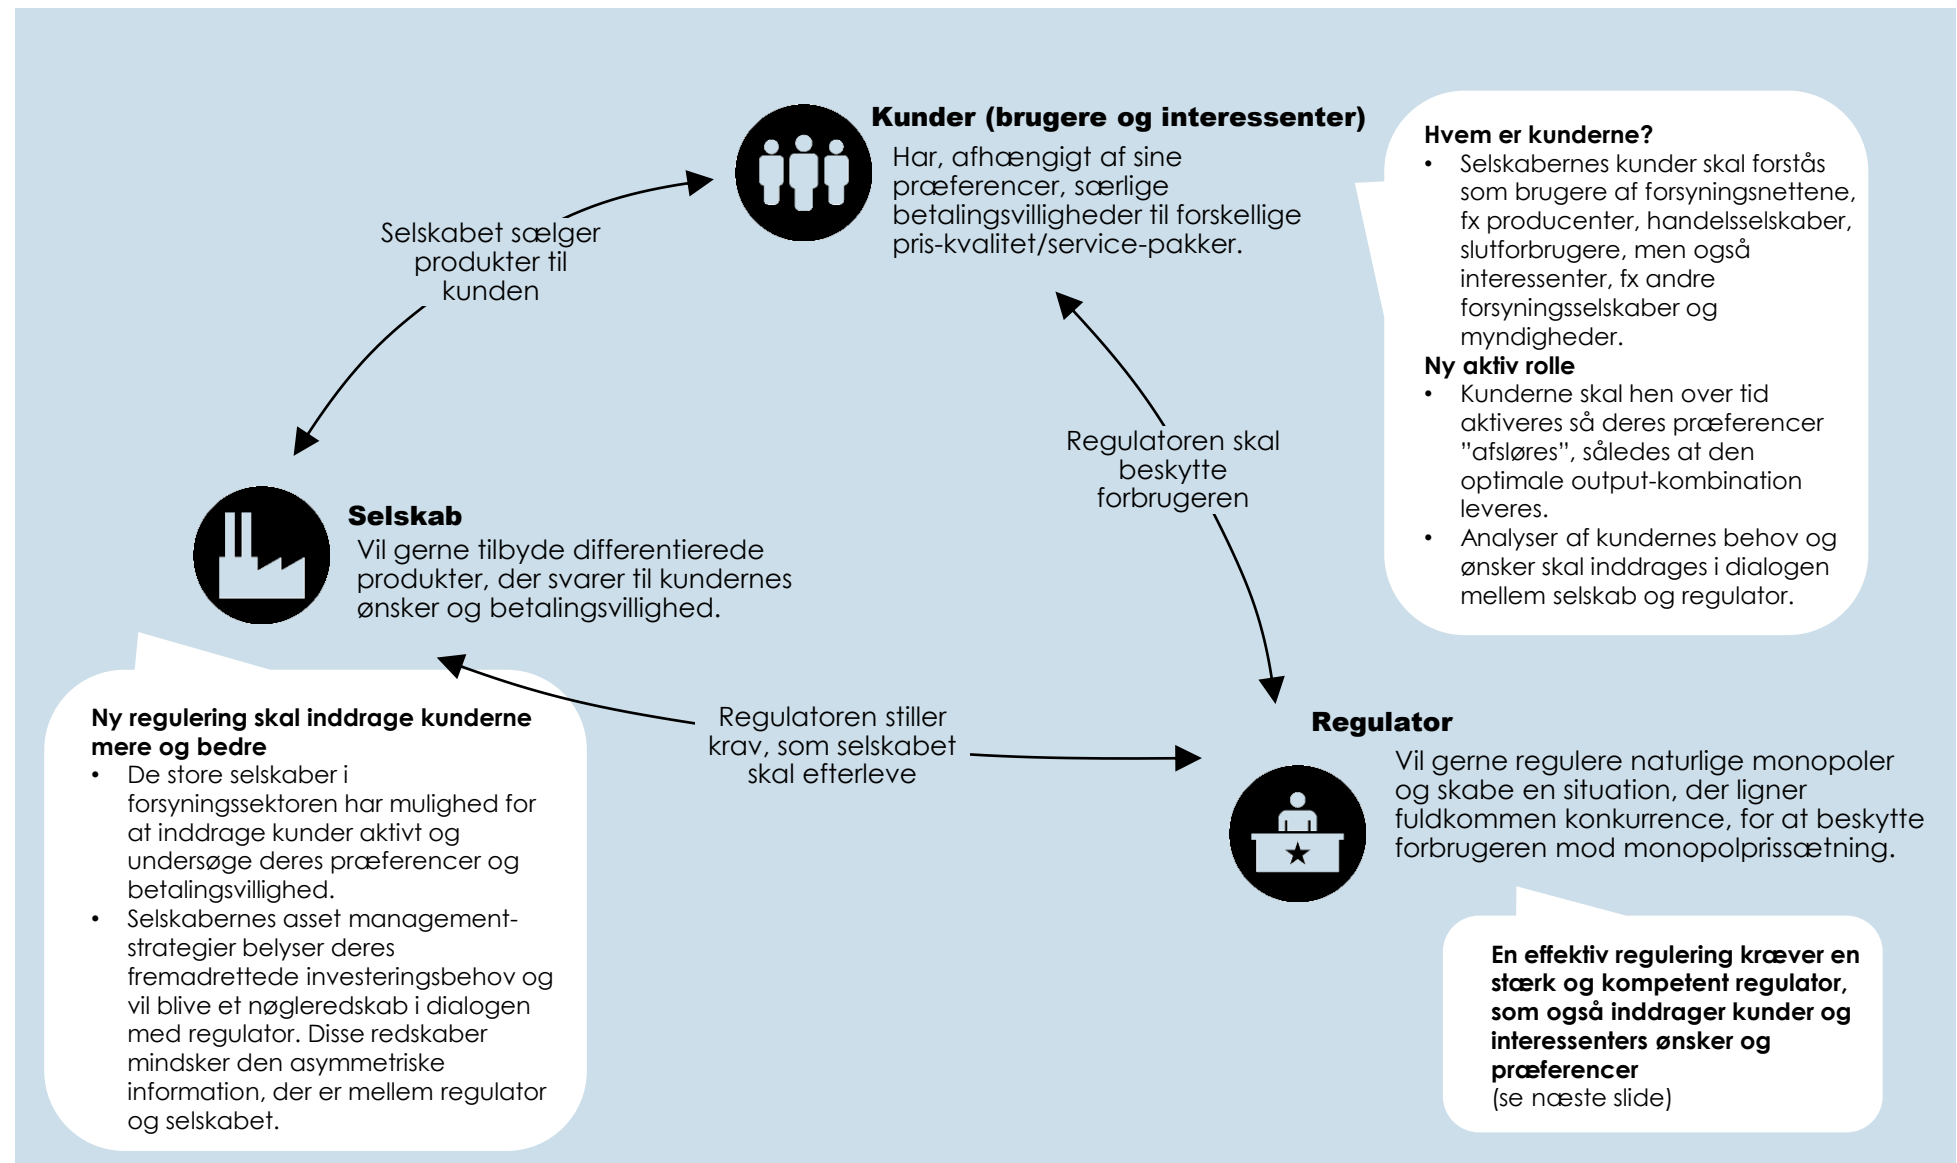 Kunder (brugere og interessenter)
Har, afhængigt af sine
præferencer, særlige
betalingsvilligheder til forskellige
pris-kvalitet/service-pakker.
Hvem er kunderne?
• Selskabernes kunder skal forstås
som brugere af forsyningsnettene,
fx producenter, handelsselskaber,
slutforbrugere, men også
interessenter, fx andre
forsyningsselskaber og
myndigheder.
Ny aktiv rolle
• Kunderne skal hen over tid
aktiveres så deres præferencer
”afsløres”, således at den
optimale output-kombination
leveres.
• Analyser af kundernes behov og
ønsker skal inddrages i dialogen
mellem selskab og regulator.
Selskabet sælger
produkter til
kunden
Regulatoren skal
beskytte
forbrugeren
Selskab
Vil gerne tilbyde differentierede
produkter, der svarer til kundernes
ønsker og betalingsvillighed.
Ny regulering skal inddrage kunderne
mere og bedre
• De store selskaber i
forsyningssektoren har mulighed for
at inddrage kunder aktivt og
undersøge deres præferencer og
betalingsvillighed.
• Selskabernes asset management-
strategier belyser deres
fremadrettede investeringsbehov og
vil blive et nøgleredskab i dialogen
med regulator. Disse redskaber
mindsker den asymmetriske
information, der er mellem regulator
og selskabet.
Regulatoren stiller
krav, som selskabet
skal efterleve
Regulator
Vil gerne regulere naturlige monopoler
og skabe en situation, der ligner
fuldkommen konkurrence, for at beskytte
forbrugeren mod monopolprissætning.
En effektiv regulering kræver en
stærk og kompetent regulator,
som også inddrager kunder og
interessenters ønsker og
præferencer
(se næste slide)